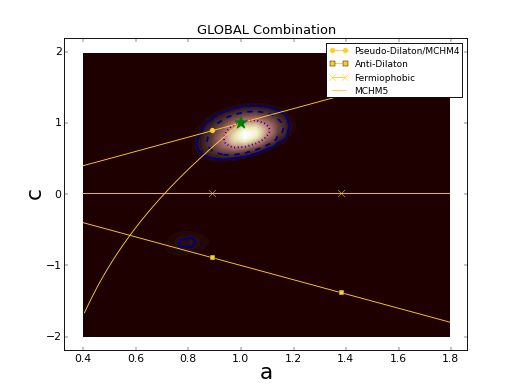 GLOBAL Combination
Pseudo-Dilaton/MCHM4
Anti-Dilaton
Fermiophobic
MCHM5
2
1
0
−1
−2
c
0.4 0.6 0.8 1.0 1.2 1.4 1.6 1.8
a